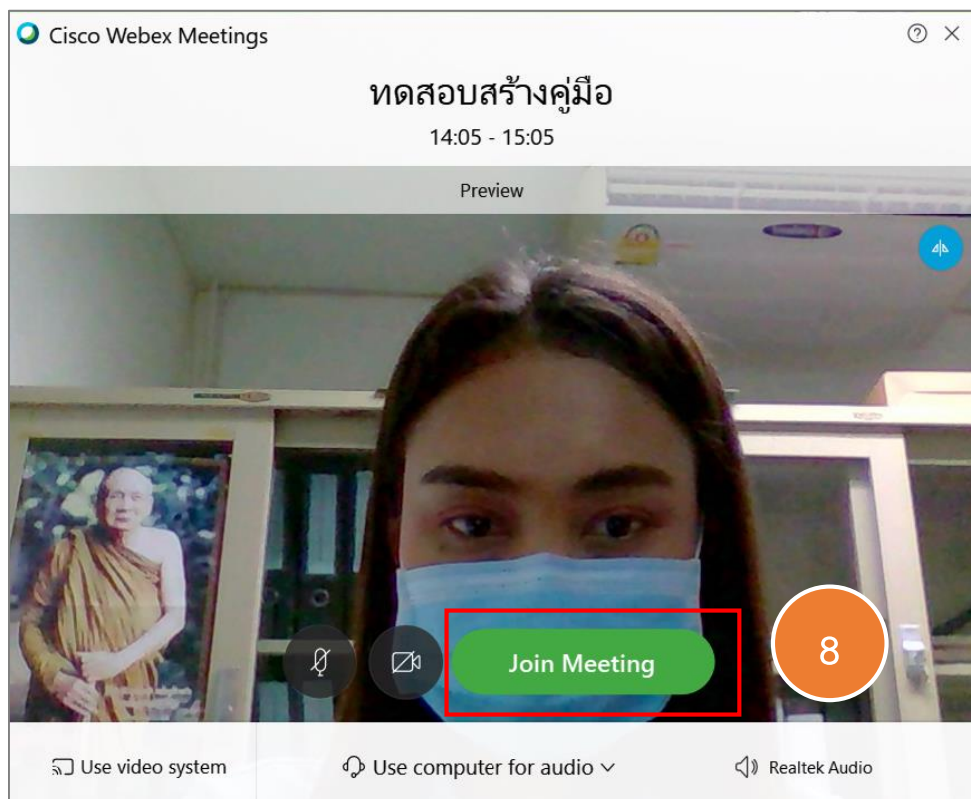 Cisco Webex Meetings
ทดสอบสร้างคู่มือ
14:05 - 15:05
Preview
Join Meeting
8
Use video system
Use computer for audio
Realtek Audio